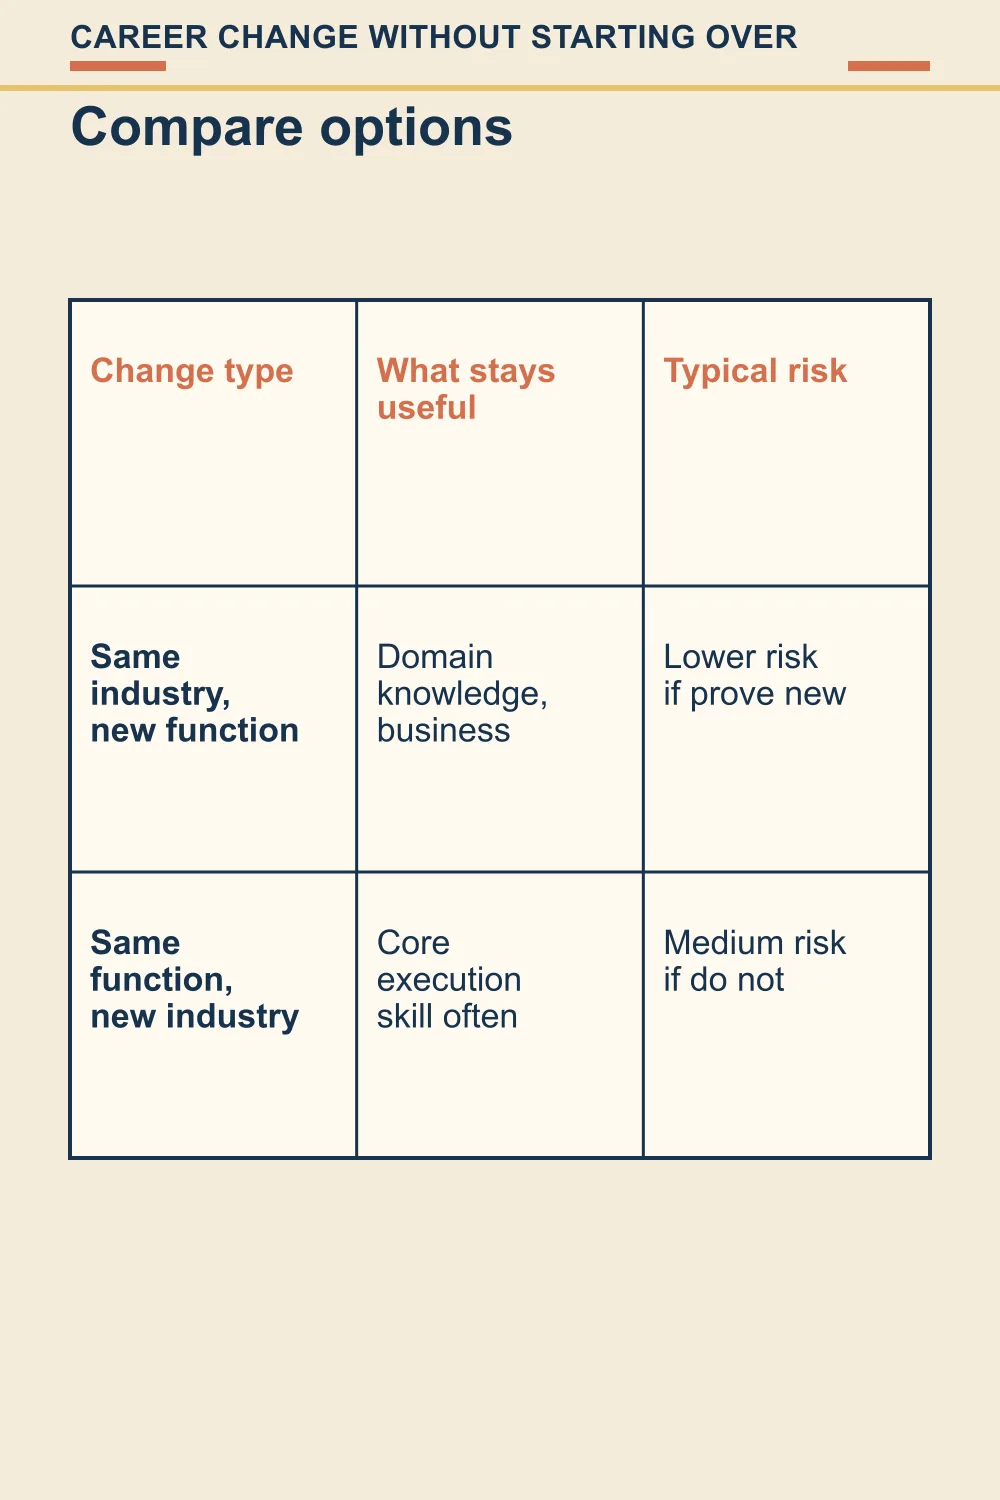 CAREER CHANGE WITHOUT STARTING OVER
Compare options
Change type
What stays
useful
Typical risk
Same
industry,
new function
Domain
knowledge,
business
Lower risk
if prove new
Same
function,
new industry
Core
execution
skill often
Medium risk
if do not